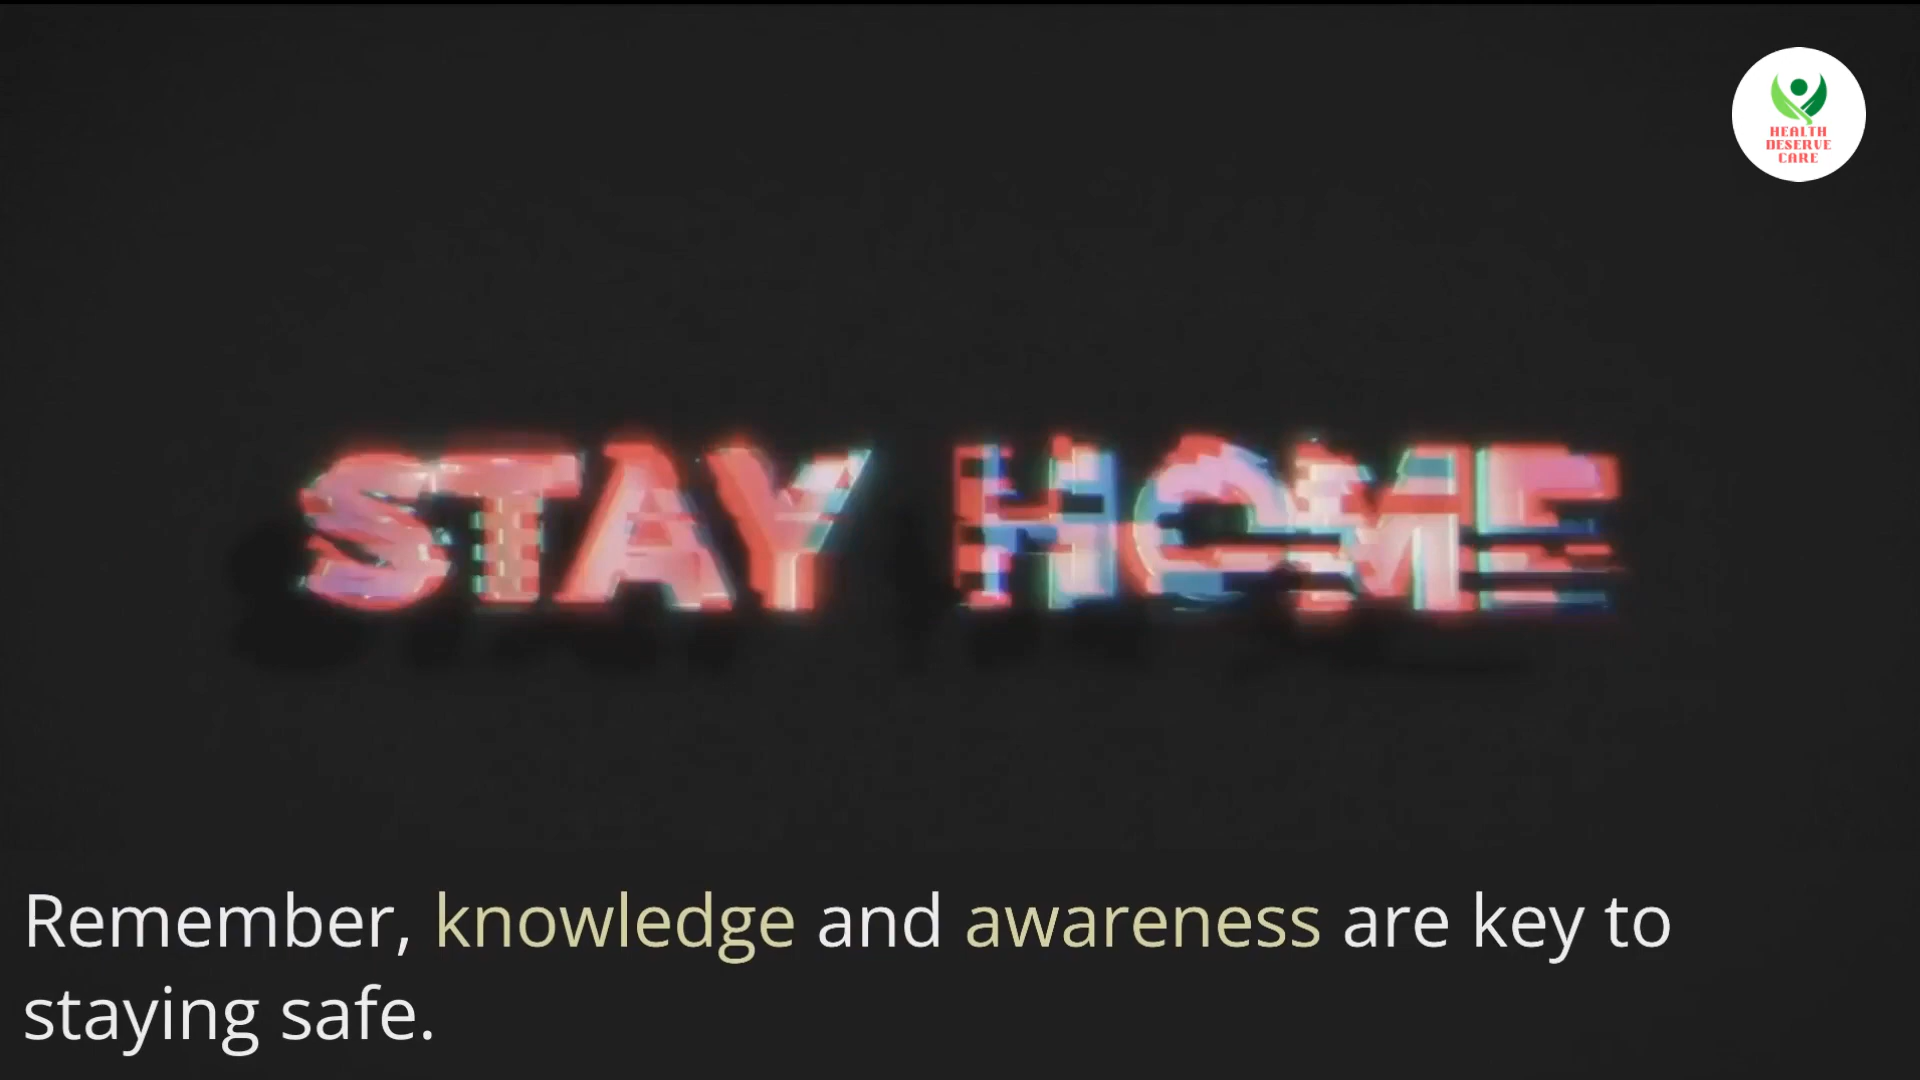 HEALTH
DESERVE
CARE
STAY HOME
Remember, knowledge and awareness are key to
staying safe.